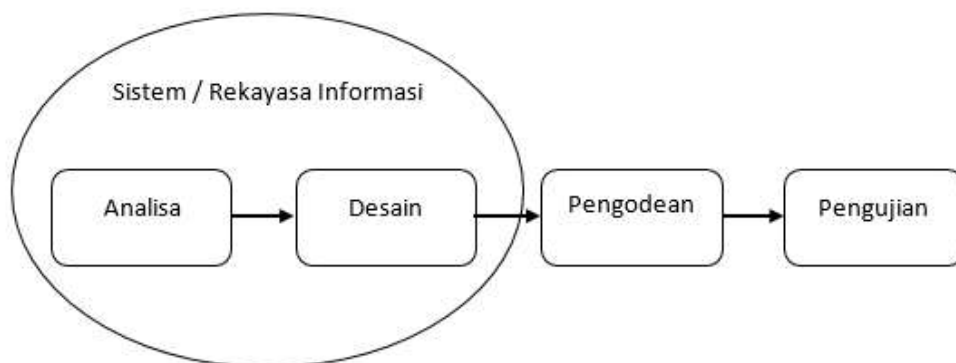 Sistem / Rekayasa Informasi
Analisa
Desain
Pengodean
Pengujian